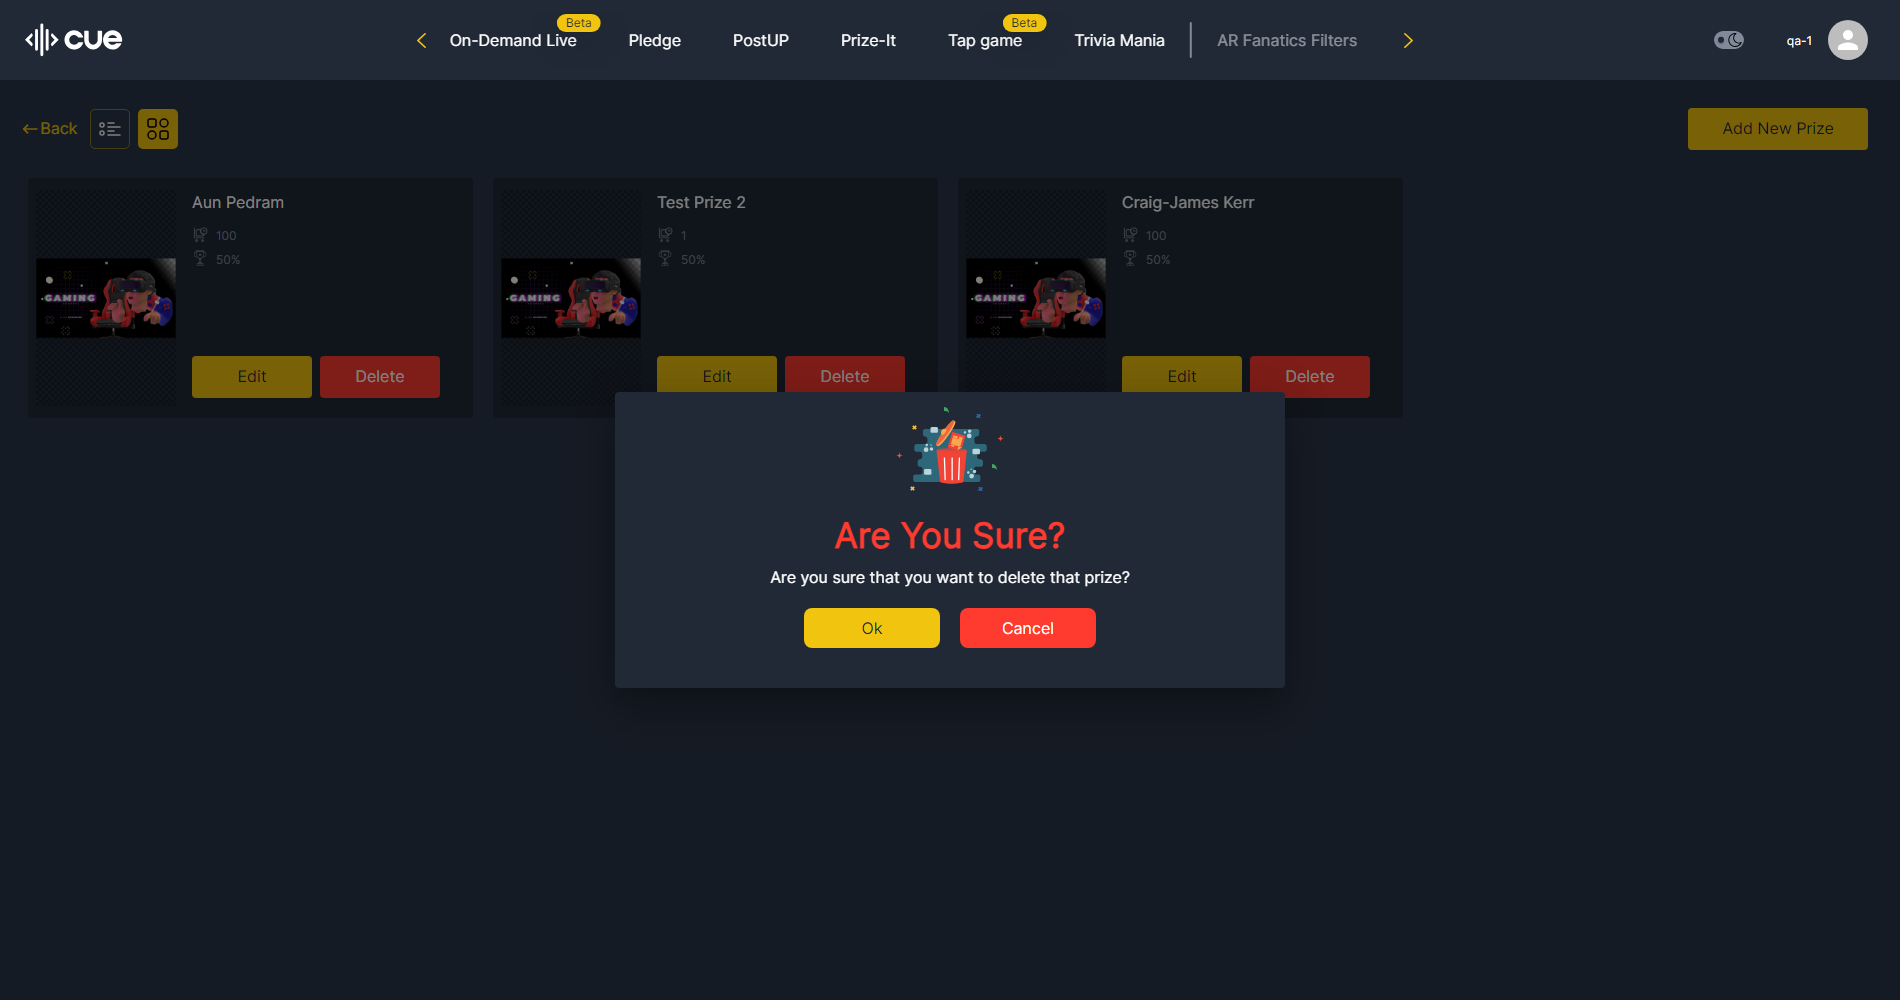 cue
On-Demand Live
Beta
Pledge
PostUP
Prize-It
Tap game
Beta
Trivia Mania
AR Fanatics Filters
qa-1
Back
Add New Prize
Aun Pedram
100
50%
GAMING
Edit
Delete
Test Prize 2
1
50%
GAMING
Edit
Delete
Craig-James Kerr
100
50%
GAMING
Edit
Delete
Are You Sure?
Are you sure that you want to delete that prize?
Ok
Cancel